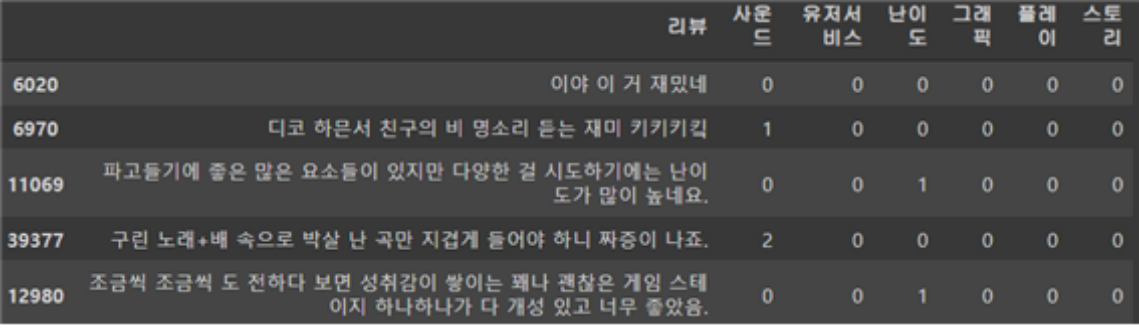 리뷰 사운드 유저서비스 난이도 그래픽 플레이 스토리
6020 이야 이 거 재밌네 0 0 0 0 0 0
6970 디코 하믄서 친구의 비 명소리 듣는 재미 키키키킼 1 0 0 0 0 0
11069 파고들기에 좋은 많은 요소들이 있지만 다양한 걸 시도하기에는 난이
도가 많이 높네요. 0 0 1 0 0 0
39377 구린 노래+배 속으로 박살 난 곡만 지겹게 들어야 하니 짜증이 나죠. 2 0 0 0 0 0
12980 조금씩 조금씩 도 전하다 보면 성취감이 쌓이는 꽤나 괜찮은 게임 스테
이지 하나하나가 다 개성 있고 너무 좋았음. 0 0 1 0 0 0